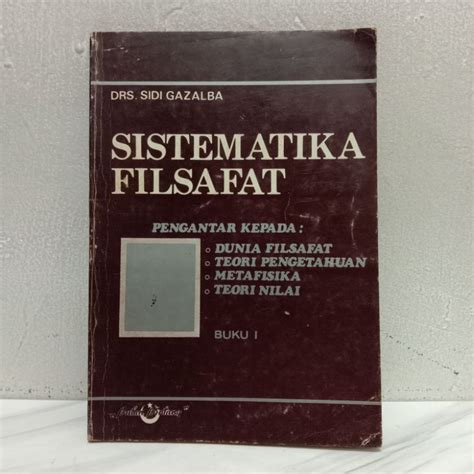 DRS. SIDI GAZALBA
SISTEMATIKA
FILSAFAT
PENGANTAR KEPADA :
DUNIA FILSAFAT
TEORI PENGETAHUAN
METAFISIKA
TEORI NILAI
BUKU I